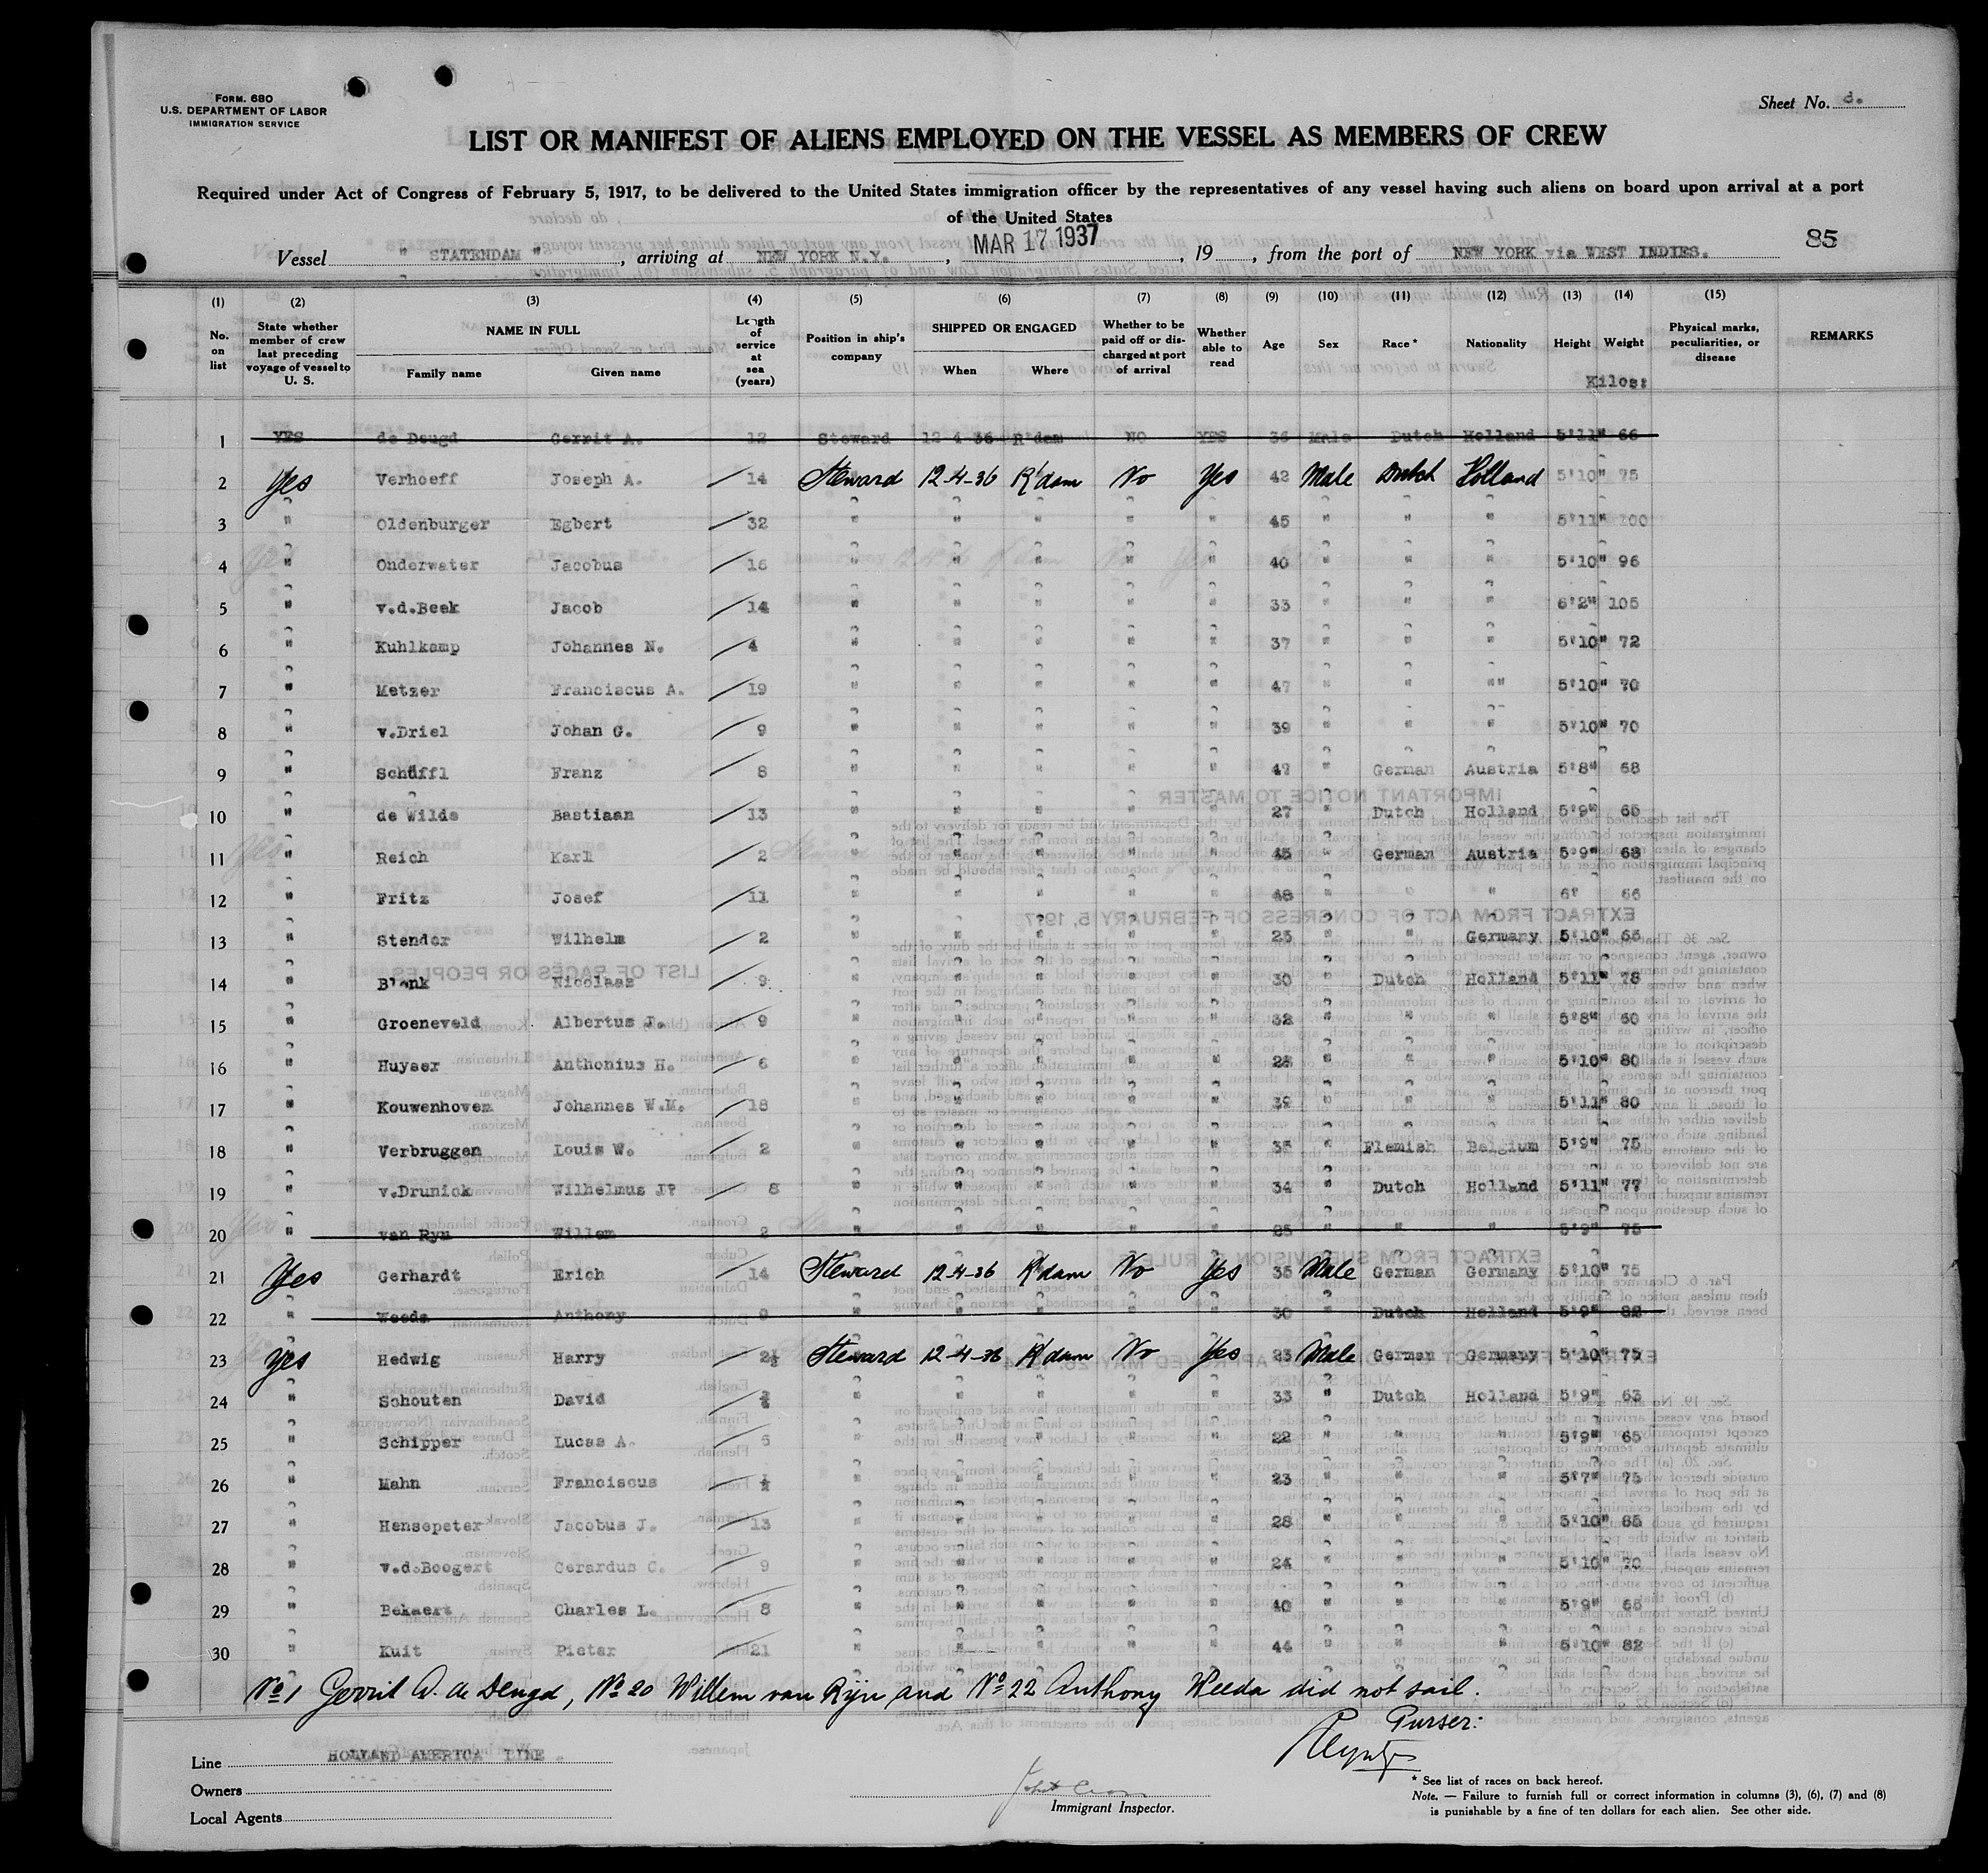 FORM. 680
U.S. DEPARTMENT OF LABOR
IMMIGRATION SERVICE
Sheet No.
LIST OR MANIFEST OF ALIENS EMPLOYED ON THE VESSEL AS MEMBERS OF CREW
Required under Act of Congress of February 5, 1917, to be delivered to the United States immigration officer by the representatives of any vessel having such aliens on board upon arrival at a port
of the United States
85
Vessel " STATENDAM ", arriving at NEW YORK N.Y., MAR 17 1937, 19, from the port of NEW YORK via WEST INDIES.
(1) (2) (3) (4) (5) (6) (7) (8) (9) (10) (11) (12) (13) (14) (15)
No. on list
State whether member of crew last preceding voyage of vessel to U. S.
NAME IN FULL
Family name Given name
Length of service at sea (years)
Position in ship's company
SHIPPED OR ENGAGED
When Where
Whether to be paid off or discharged at port of arrival
Whether able to read
Age Sex Race* Nationality Height Weight
Kilos:
Physical marks, peculiarities, or disease
REMARKS
1 YES de Deugd Gerrit A. 12 Steward 12 4 36 R'dam NO YES 36 Male Dutch Holland 5'11" 66
2 Yes Verhoeff Joseph A. 14 Steward 12-4-36 R'dam No Yes 42 Male Dutch Holland 5'10" 75
3 " Oldenburger Egbert 32 " " " " " 45 " " " 5'11" 100
4 " Onderwater Jacobus 16 " " " " " 40 " " " 5'10" 96
5 " v.d.Beek Jacob 14 " " " " " 33 " " " 6'2" 105
6 " Kuhlkamp Johannes N. 4 " " " " " 37 " " " 5'10" 72
7 " Metzer Franciscus A. 19 " " " " " 47 " " "" 5'10" 70
8 " v.Driel Johan G. 9 " " " " " 39 " " " 5'10" 70
9 " Schüffl Franz 8 " " " " " 47 " German Austria 5'8" 68
10 " de Wilde Bastiaan 13 " " " " " 27 " Dutch Holland 5'9" 65
11 " Reich Karl 2 " " " " " 45 " German Austria 5'9" 68
12 " Fritz Josef 11 " " " " " 48 " " " 6' 66
13 " Stender Wilhelm 2 " " " " " 23 " " Germany 5'10" 65
14 " Blank Nicolaas 9 " " " " " 30 " Dutch Holland 5'11" 78
15 " Groeneveld Albertus J. 9 " " " " " 32 " " " 5'8" 60
16 " Huyser Anthonius H. 6 " " " " " 28 " " " 5'10" 80
17 " Kouwenhoven Johannes W.M. 18 " " " " " 39 " " " 5'11" 80
18 " Verbruggen Louis W. 2 " " " " " 35 " Flemish Belgium 5'9" 75
19 " v.Drunick Wilhelmus J? 8 " " " " " 34 " Dutch Holland 5'11" 77
20 " van Ryn Willem 2 " " " " " 25 " " " 5'9" 75
21 Yes Gerhardt Erich 14 Steward 12-4-36 R'dam No Yes 35 Male German Germany 5'10" 75
22 " Weeda Anthony 9 " " " " " 30 " Dutch Holland 5'9" 82
23 Yes Hedwig Harry 2½ Steward 12-4-36 R'dam No Yes 23 Male German Germany 5'10" 75
24 " Schouten David " " " " " 33 " Dutch Holland 5'9" 63
25 " Schipper Lucas A. 6 " " " " " 22 " " " 5'9" 65
26 " Mahn Franciscus ½ " " " " " 23 " " " 5'7" 75
27 " Hensepeter Jacobus J. 13 " " " " " 28 " " " 5'10" 65
28 " v.d.Boogert Gerardus C. 9 " " " " " 24 " " " 5'10" 70
29 " Bekaert Charles L. 8 " " " " " 40 " " " 5'9" 65
30 " Kuit Pieter 21 " " " " " 44 " " " 5'10" 82
No 1 Gerrit A. de Deugd, No 20 Willem van Rijn and No 22 Anthony Weeda did not sail.
Purser:
Line HOLLAND AMERICA LINE.
Owners
Local Agents
Immigrant Inspector.
* See list of races on back hereof.
Note. — Failure to furnish full or correct information in columns (3), (6), (7) and (8)
is punishable by a fine of ten dollars for each alien. See other side.